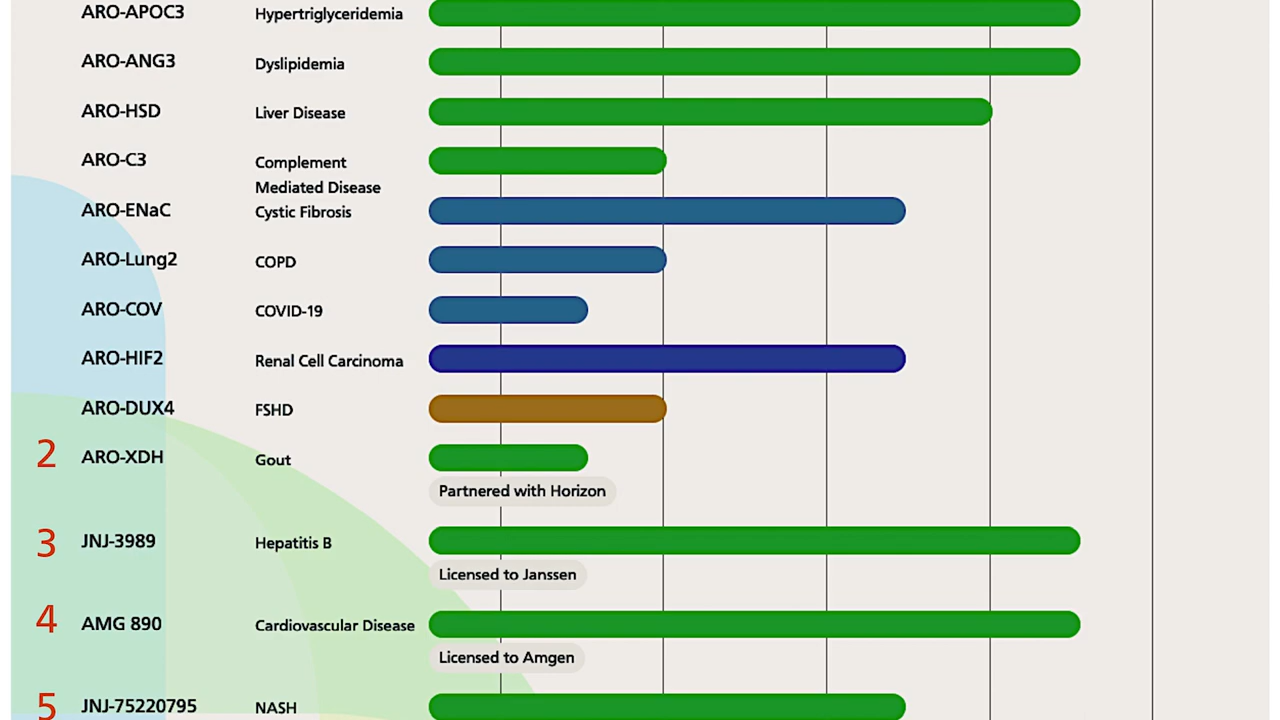 ARO-APOC3 Hypertriglyceridemia
ARO-ANG3 Dyslipidemia
ARO-HSD Liver Disease
ARO-C3 Complement
Mediated Disease
ARO-ENaC Cystic Fibrosis
ARO-Lung2 COPD
ARO-COV COVID-19
ARO-HIF2 Renal Cell Carcinoma
ARO-DUX4 FSHD
2 ARO-XDH Gout
Partnered with Horizon
3 JNJ-3989 Hepatitis B
Licensed to Janssen
4 AMG 890 Cardiovascular Disease
Licensed to Amgen
5 JNJ-75220795 NASH